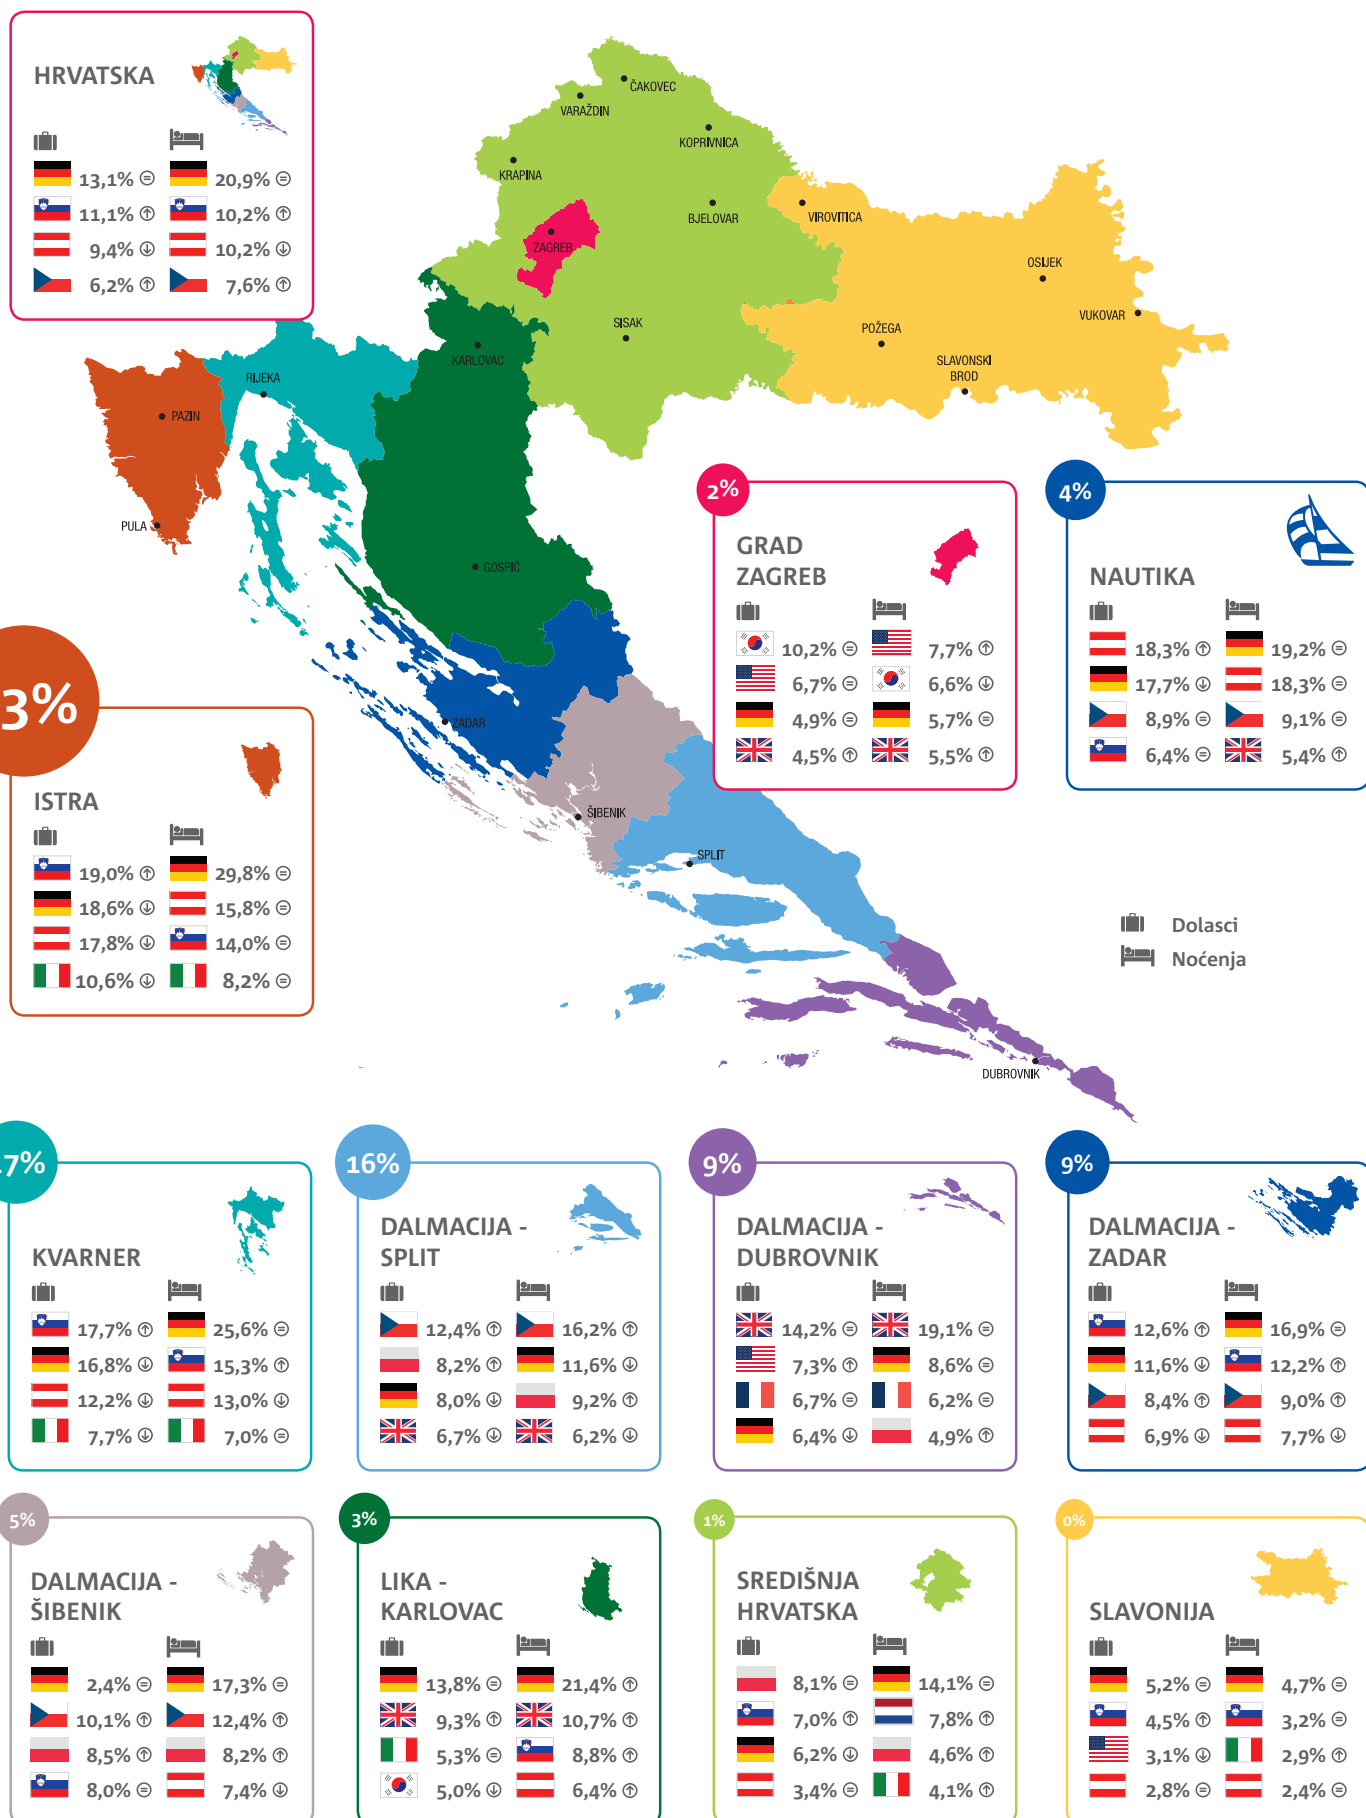 HRVATSKA
13,1% 20,9%
11,1% 10,2%
9,4% 10,2%
6,2% 7,6%
ČAKOVEC
VARAŽDIN
KOPRIVNICA
KRAPINA
BJELOVAR
VIROVITICA
ZAGREB
OSIJEK
VUKOVAR
SISAK
POŽEGA
SLAVONSKI
BROD
KARLOVAC
RIJEKA
PAZIN
PULA
GOSPIĆ
ZADAR
ŠIBENIK
SPLIT
DUBROVNIK
2%
GRAD
ZAGREB
10,2% 7,7%
6,7% 6,6%
4,9% 5,7%
4,5% 5,5%
4%
NAUTIKA
18,3% 19,2%
17,7% 18,3%
8,9% 9,1%
6,4% 5,4%
3%
ISTRA
19,0% 29,8%
18,6% 15,8%
17,8% 14,0%
10,6% 8,2%
Dolasci
Noćenja
7%
KVARNER
17,7% 25,6%
16,8% 15,3%
12,2% 13,0%
7,7% 7,0%
16%
DALMACIJA -
SPLIT
12,4% 16,2%
8,2% 11,6%
8,0% 9,2%
6,7% 6,2%
9%
DALMACIJA -
DUBROVNIK
14,2% 19,1%
7,3% 8,6%
6,7% 6,2%
6,4% 4,9%
9%
DALMACIJA -
ZADAR
12,6% 16,9%
11,6% 12,2%
8,4% 9,0%
6,9% 7,7%
5%
DALMACIJA -
ŠIBENIK
2,4% 17,3%
10,1% 12,4%
8,5% 8,2%
8,0% 7,4%
3%
LIKA -
KARLOVAC
13,8% 21,4%
9,3% 10,7%
5,3% 8,8%
5,0% 6,4%
1%
SREDIŠNJA
HRVATSKA
8,1% 14,1%
7,0% 7,8%
6,2% 4,6%
3,4% 4,1%
0%
SLAVONIJA
5,2% 4,7%
4,5% 3,2%
3,1% 2,9%
2,8% 2,4%